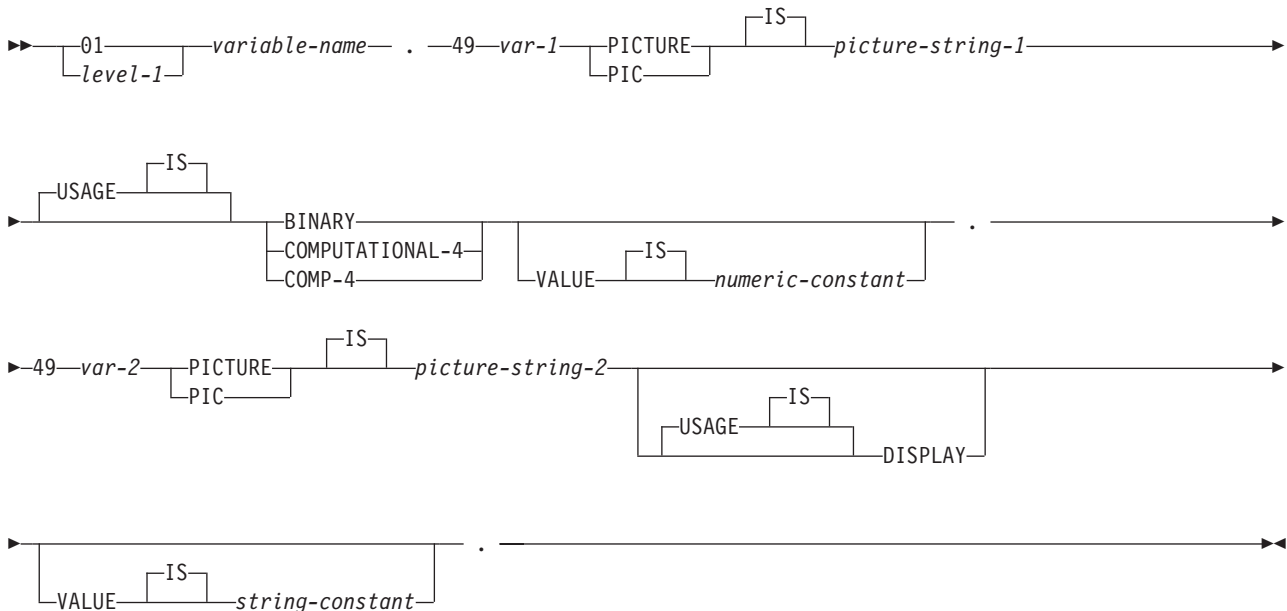 IS
01 variable-name . 49 var-1 PICTURE picture-string-1
level-1 PIC
IS
USAGE
BINARY .
COMPUTATIONAL-4 IS
COMP-4 VALUE numeric-constant
IS
49 var-2 PICTURE picture-string-2
PIC IS
USAGE
DISPLAY
.
IS
VALUE string-constant